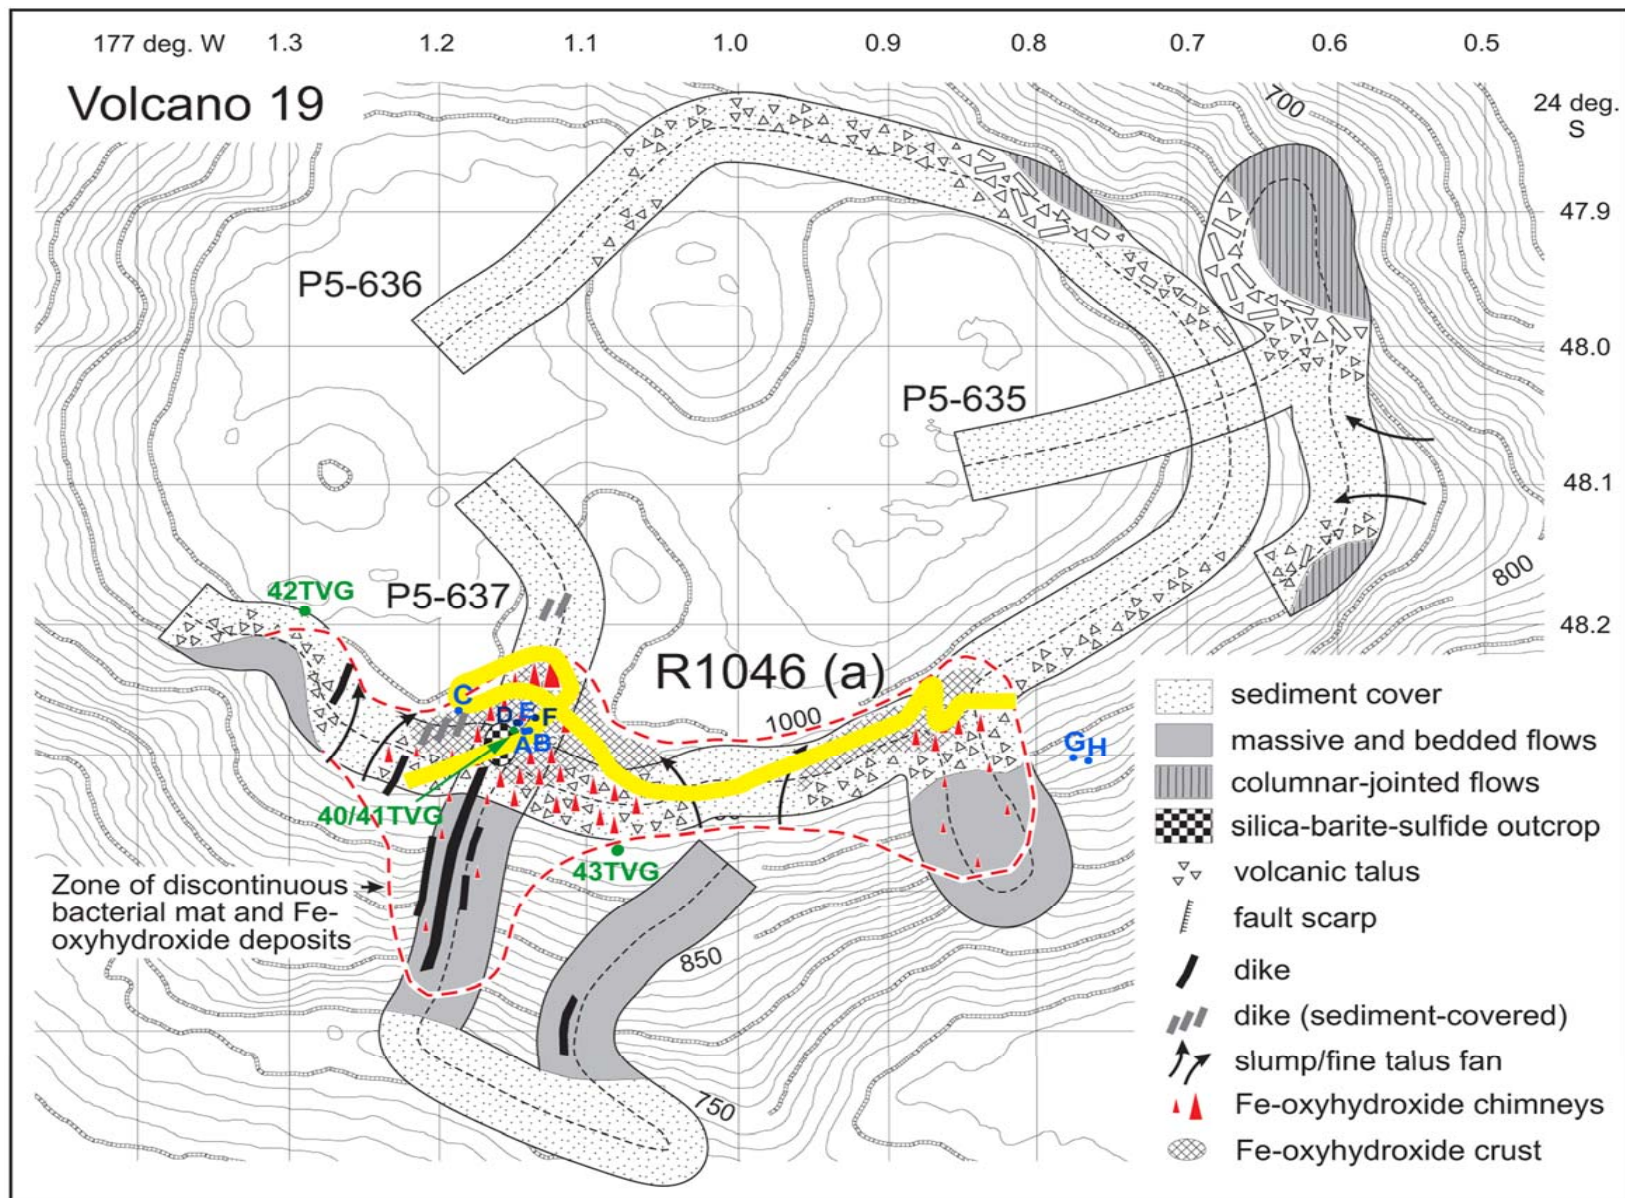 177 deg. W 1.3 1.2 1.1 1.0 0.9 0.8 0.7 0.6 0.5
Volcano 19
700
24 deg.
S
47.9
P5-636
48.0
P5-635
48.1
800
P5-637
42TVG
48.2
R1046 (a)
C
D E F
A B
1000
G H
40/41TVG
43TVG
Zone of discontinuous
bacterial mat and Fe-
oxyhydroxide deposits
850
750
sediment cover
massive and bedded flows
columnar-jointed flows
silica-barite-sulfide outcrop
volcanic talus
fault scarp
dike
dike (sediment-covered)
slump/fine talus fan
Fe-oxyhydroxide chimneys
Fe-oxyhydroxide crust